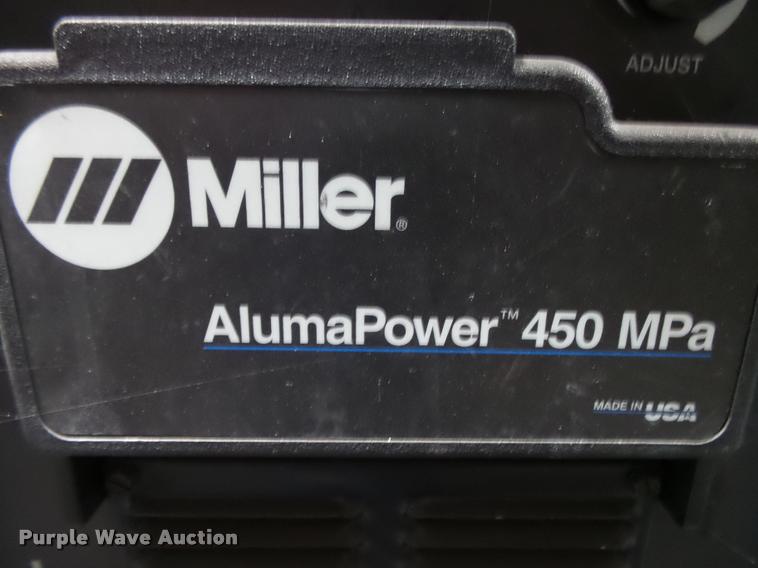 ADJUST
Miller®
AlumaPower™ 450 MPa
MADE IN USA
Purple Wave Auction